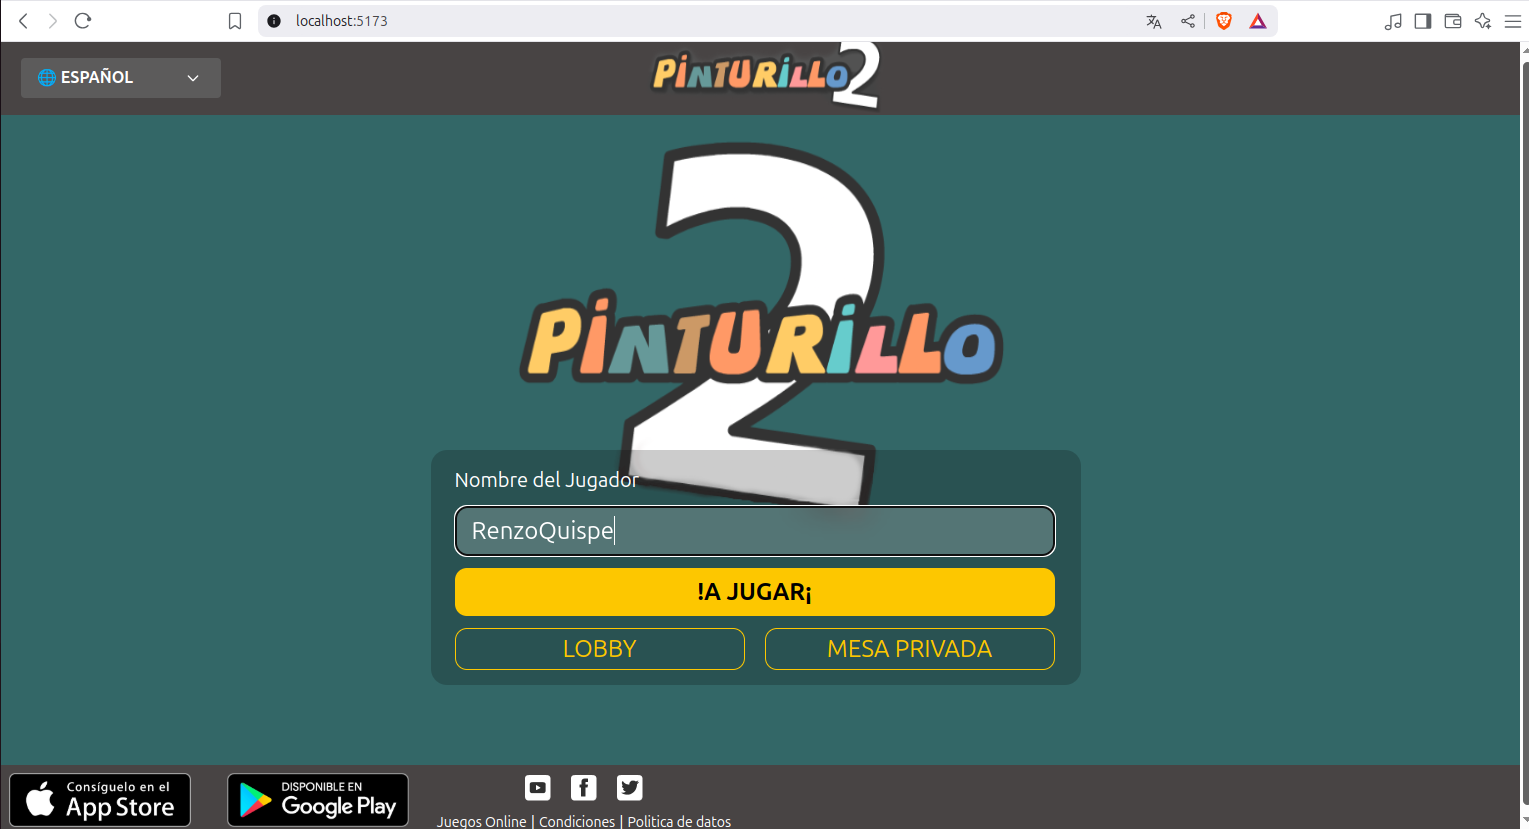 localhost:5173
ESPAÑOL
PINTURILLO 2
2
PINTURILLO
Nombre del Jugador
RenzoQuispe
!A JUGAR¡
LOBBY
MESA PRIVADA
Consíguelo en el
App Store
DISPONIBLE EN
Google Play
Juegos Online | Condiciones | Politica de datos